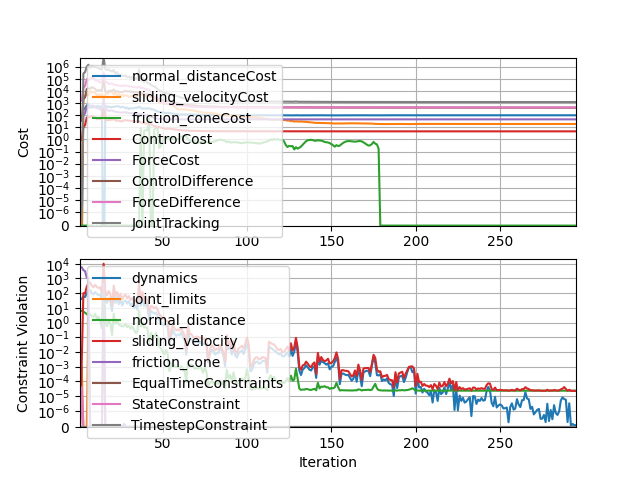 10^6
10^5
10^4
10^3
10^2
10^1
10^0
10^-1
10^-2
10^-3
10^-4
10^-5
10^-6
0
Cost
normal_distanceCost
sliding_velocityCost
friction_coneCost
ControlCost
ForceCost
ControlDifference
ForceDifference
JointTracking
50
100
150
200
250
10^4
10^3
10^2
10^1
10^0
10^-1
10^-2
10^-3
10^-4
10^-5
10^-6
0
Constraint Violation
dynamics
joint_limits
normal_distance
sliding_velocity
friction_cone
EqualTimeConstraints
StateConstraint
TimestepConstraint
50
100
150
200
250
Iteration